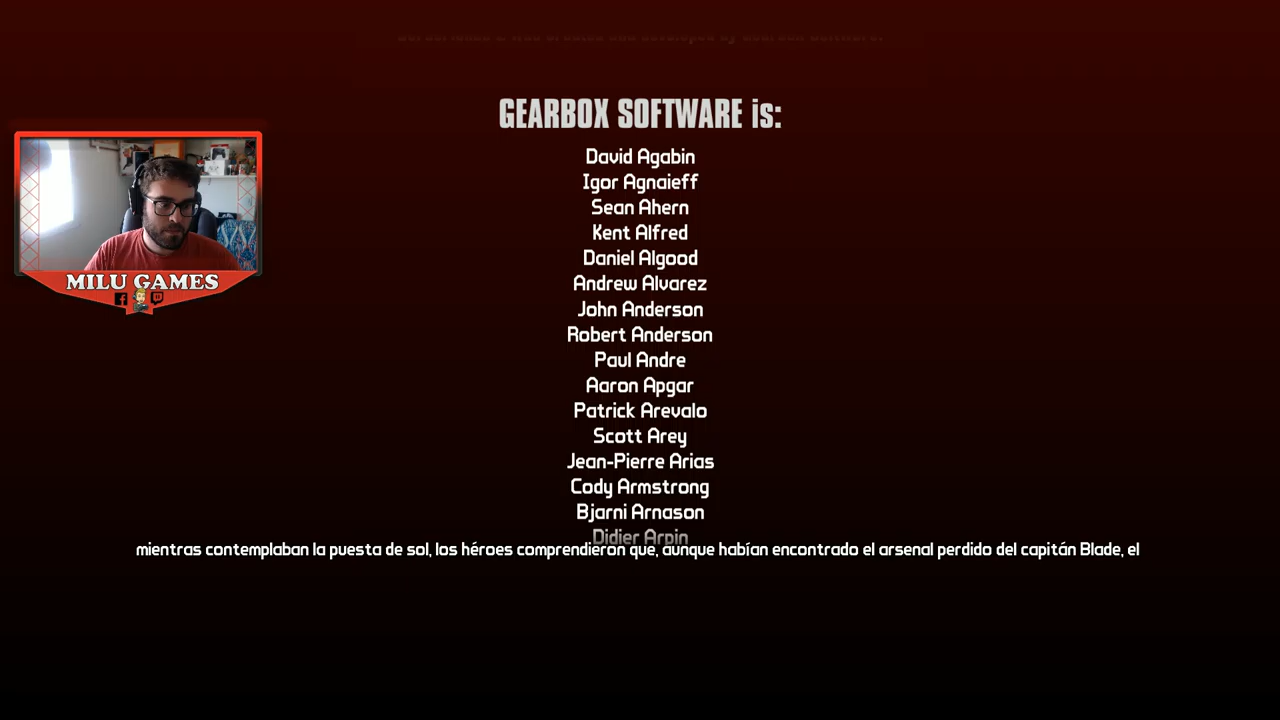 GEARBOX SOFTWARE is:
David Agabin
Igor Agnaieff
Sean Ahern
Kent Alfred
Daniel Algood
Andrew Alvarez
John Anderson
Robert Anderson
Paul Andre
Aaron Apgar
Patrick Arevalo
Scott Arey
Jean-Pierre Arias
Cody Armstrong
Bjarni Arnason
Didier Arpin
mientras contemplaban la puesta de sol, los héroes comprendieron que, aunque habían encontrado el arsenal perdido del capitán Blade, el
MILU GAMES